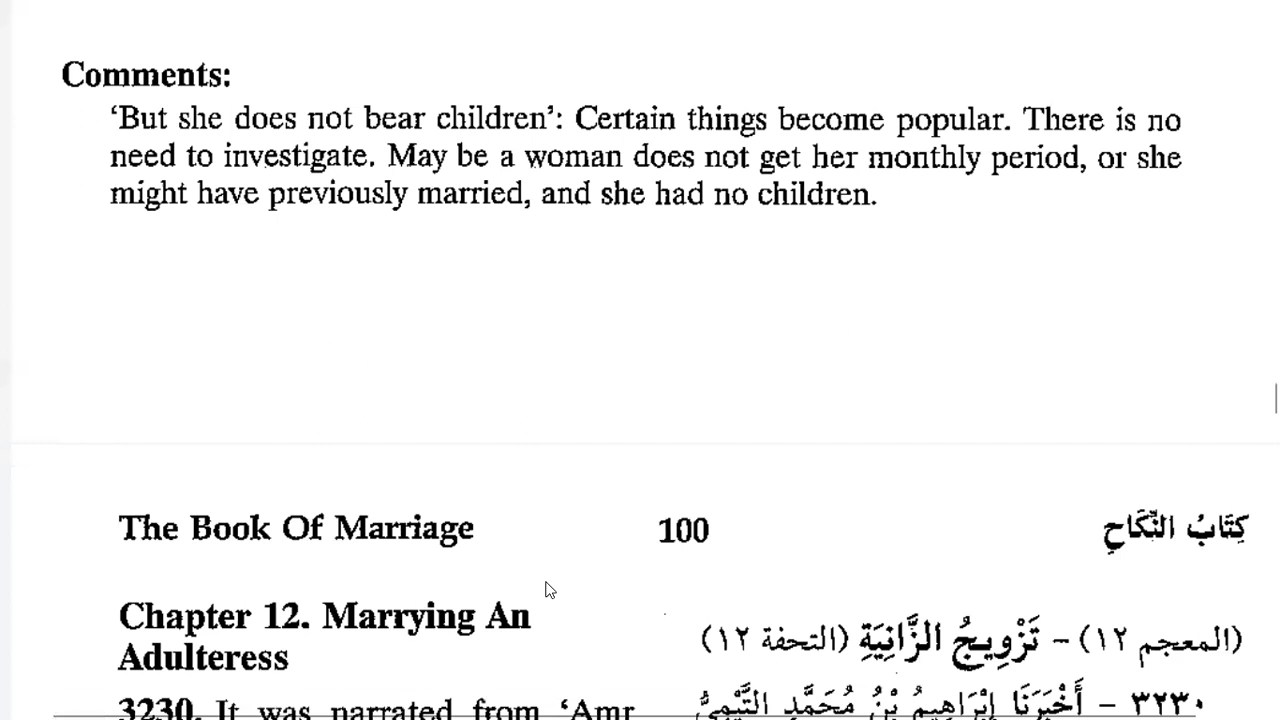 Comments:
‘But she does not bear children’: Certain things become popular. There is no
need to investigate. May be a woman does not get her monthly period, or she
might have previously married, and she had no children.
The Book Of Marriage
100
كِتَابُ النِّكَاحِ
Chapter 12. Marrying An
Adulteress
(المعجم ١٢) - تَزْوِيجُ الزَّانِيَةِ (التحفة ١٢)
3230. It was narrated from ‘Amr
٣٢٣٠ - أَخْبَرَنَا إِبْرَاهِيمُ بْنُ مُحَمَّدٍ التَّيْمِيُّ